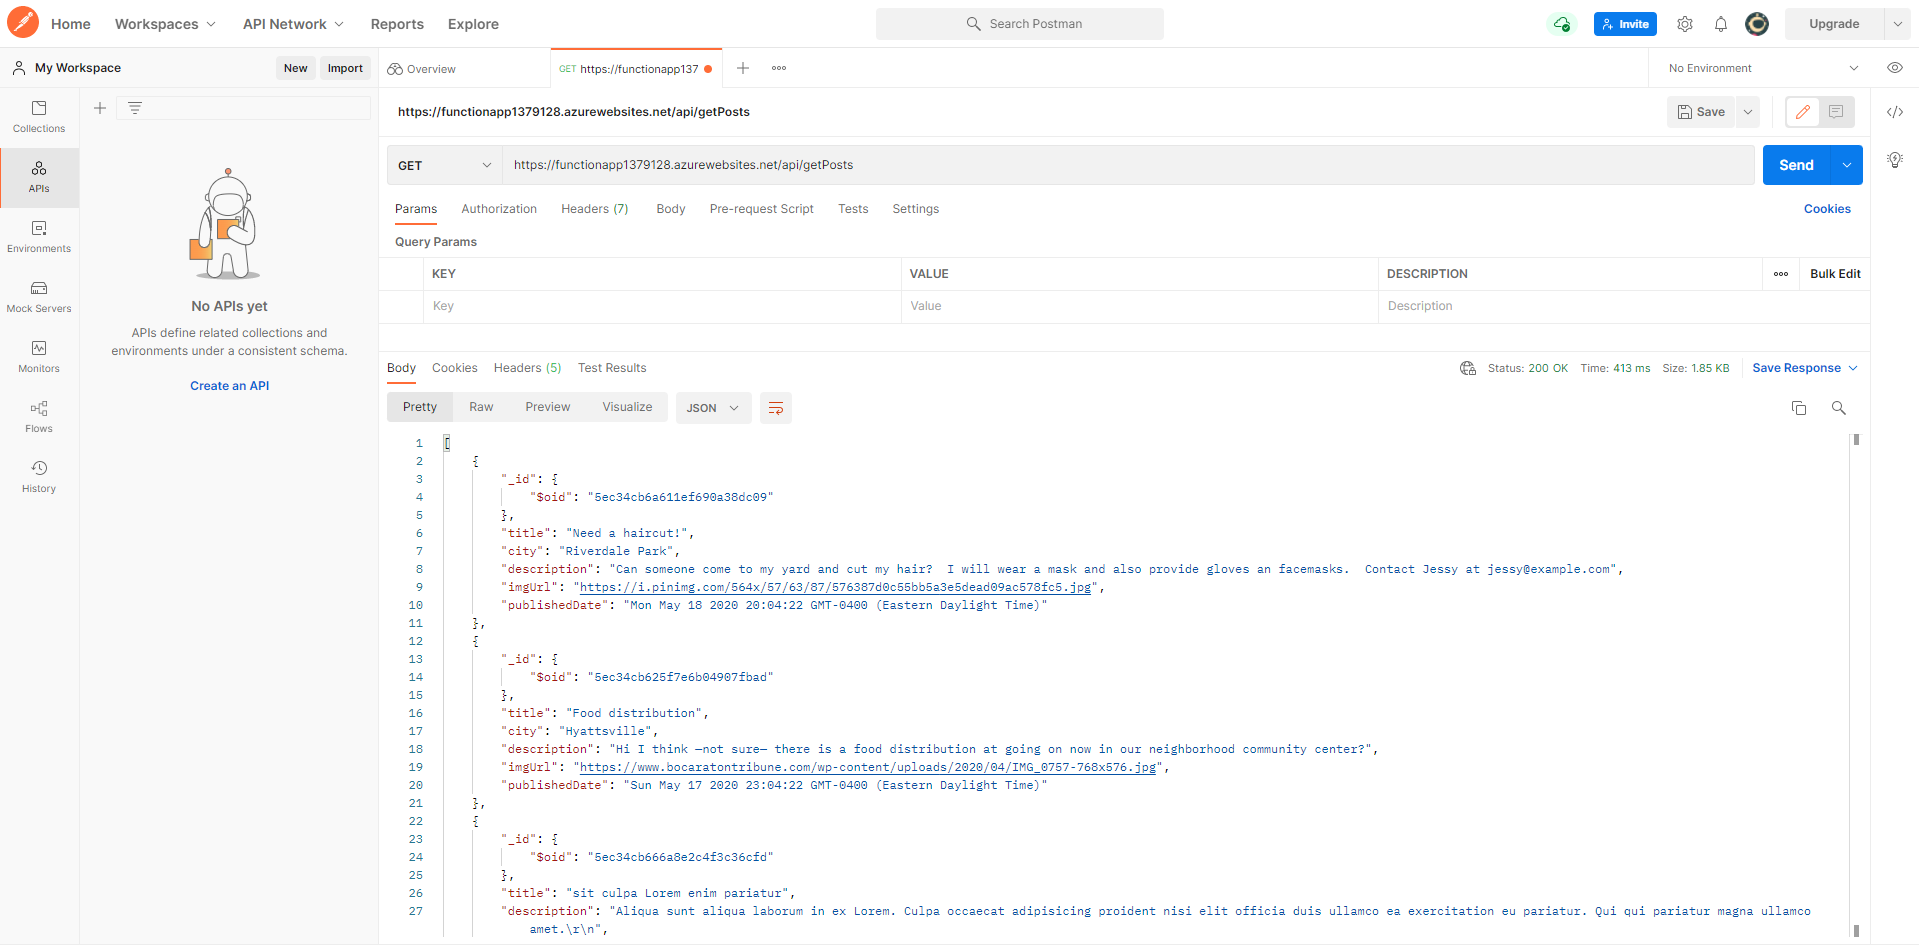 Home
Workspaces
API Network
Reports
Explore
Search Postman
Invite
Upgrade
My Workspace
New
Import
Overview
GET https://functionapp137
No Environment
Collections
APIs
Environments
Mock Servers
Monitors
Flows
History
No APIs yet
APIs define related collections and
environments under a consistent schema.
Create an API
https://functionapp1379128.azurewebsites.net/api/getPosts
Save
GET
https://functionapp1379128.azurewebsites.net/api/getPosts
Send
Params
Authorization
Headers (7)
Body
Pre-request Script
Tests
Settings
Cookies
Query Params
KEY
VALUE
DESCRIPTION
Bulk Edit
Key
Value
Description
Body
Cookies
Headers (5)
Test Results
Status: 200 OK
Time: 413 ms
Size: 1.85 KB
Save Response
Pretty
Raw
Preview
Visualize
JSON
1 [
2 {
3 "_id": {
4 "$oid": "5ec34cb6a611ef690a38dc09"
5 },
6 "title": "Need a haircut!",
7 "city": "Riverdale Park",
8 "description": "Can someone come to my yard and cut my hair?  I will wear a mask and also provide gloves an facemasks.  Contact Jessy at jessy@example.com",
9 "imgUrl": "https://i.pinimg.com/564x/57/63/87/576387d0c55bb5a3e5dead09ac578fc5.jpg",
10 "publishedDate": "Mon May 18 2020 20:04:22 GMT-0400 (Eastern Daylight Time)"
11 },
12 {
13 "_id": {
14 "$oid": "5ec34cb625f7e6b04907fbad"
15 },
16 "title": "Food distribution",
17 "city": "Hyattsville",
18 "description": "Hi I think —not sure— there is a food distribution at going on now in our neighborhood community center?",
19 "imgUrl": "https://www.bocaratontribune.com/wp-content/uploads/2020/04/IMG_0757-768x576.jpg",
20 "publishedDate": "Sun May 17 2020 23:04:22 GMT-0400 (Eastern Daylight Time)"
21 },
22 {
23 "_id": {
24 "$oid": "5ec34cb666a8e2c4f3c36cfd"
25 },
26 "title": "sit culpa Lorem enim pariatur",
27 "description": "Aliqua sunt aliqua laborum in ex Lorem. Culpa occaecat adipisicing proident nisi elit officia duis ullamco ea exercitation eu pariatur. Qui qui pariatur magna ullamco
amet.\r\n",